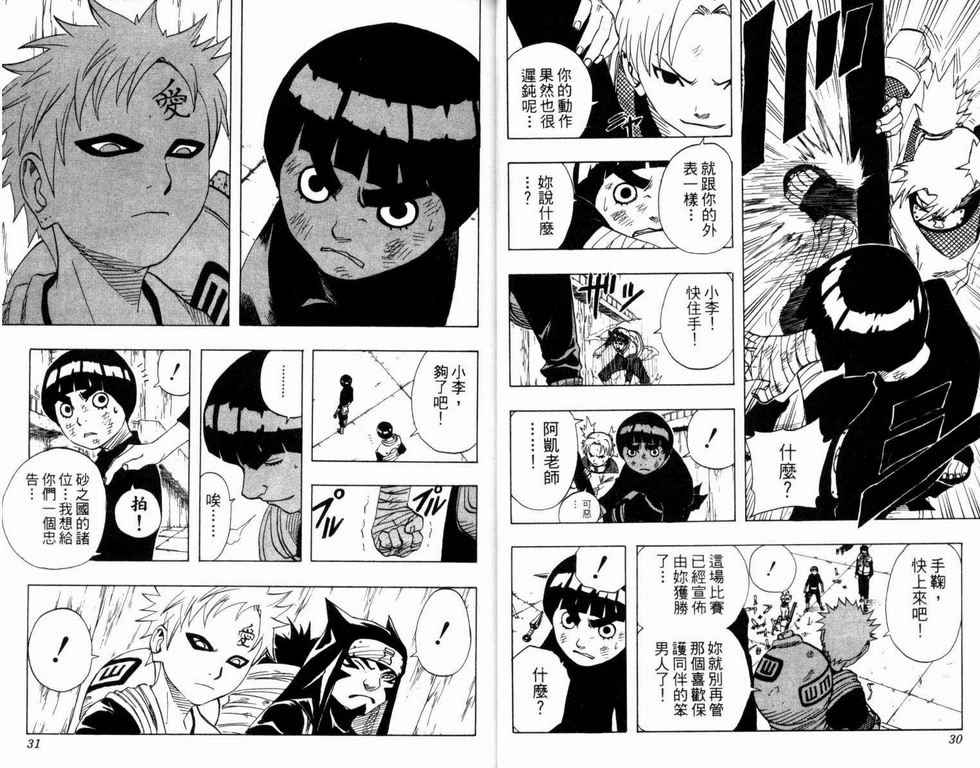 什麼?
你的動作
果然也很
遲鈍呢…
就跟你的外
表一樣…
妳說什麼
…?
小李!
快住手!
!
阿凱老師
……!
可惡
…
手鞠,
快上來吧!
!
這場比賽
已經宣佈
由妳獲勝
了…
妳就別再管
那個喜歡保
護同伴的笨
男人了!
!
什麼?
30
愛
小李,
夠了吧!
プルプル
……
唉……
!
拍!
砂之國的諸
位…我想給
你們一個忠
告…
!
愛
!
31